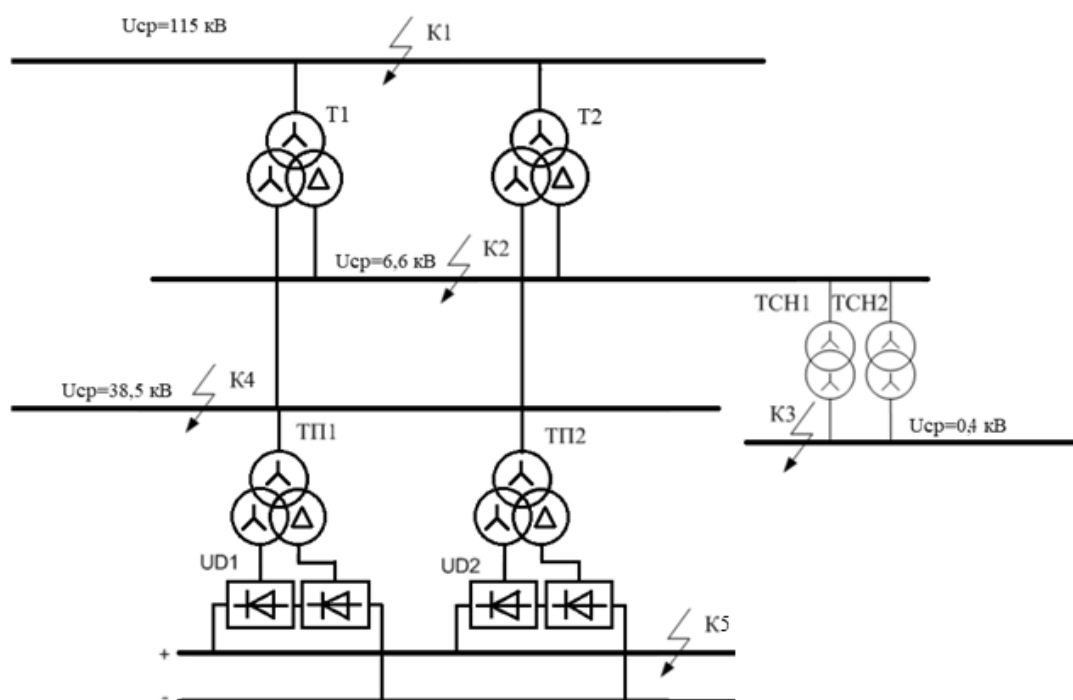 Uср=115 кВ
К1
Т1
Т2
Uср=6,6 кВ
К2
ТСН1
ТСН2
Uср=38,5 кВ
К4
К3
Uср=0,4 кВ
ТП1
ТП2
UD1
UD2
К5
+
-